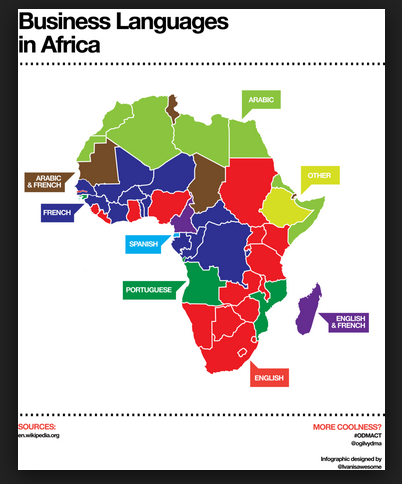 Business Languages
in Africa
ARABIC
OTHER
ARABIC
& FRENCH
FRENCH
SPANISH
PORTUGUESE
ENGLISH
& FRENCH
ENGLISH
SOURCES:
en.wikipedia.org
MORE COOLNESS?
#ODMACT
@ogilvydma
Infographic designed by
@ivanisawesome